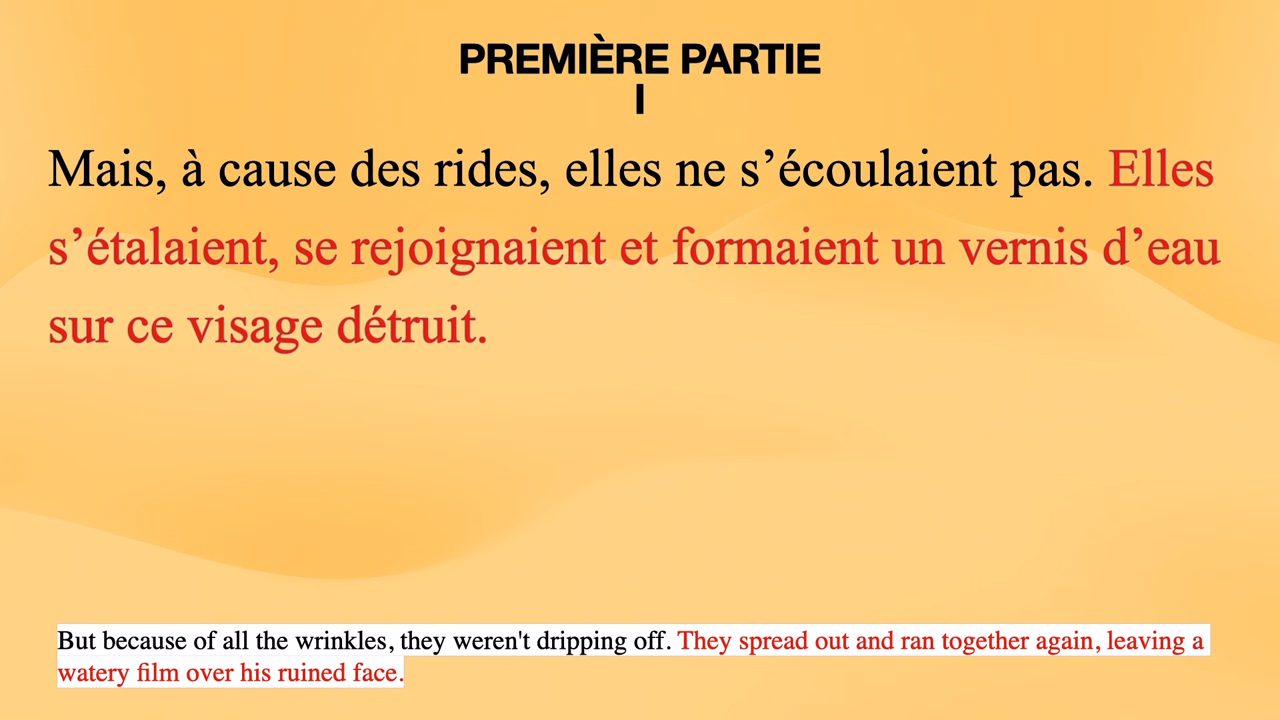 PREMIÈRE PARTIE
I
Mais, à cause des rides, elles ne s’écoulaient pas. Elles
s’étalaient, se rejoignaient et formaient un vernis d’eau
sur ce visage détruit.
But because of all the wrinkles, they weren't dripping off. They spread out and ran together again, leaving a
watery film over his ruined face.